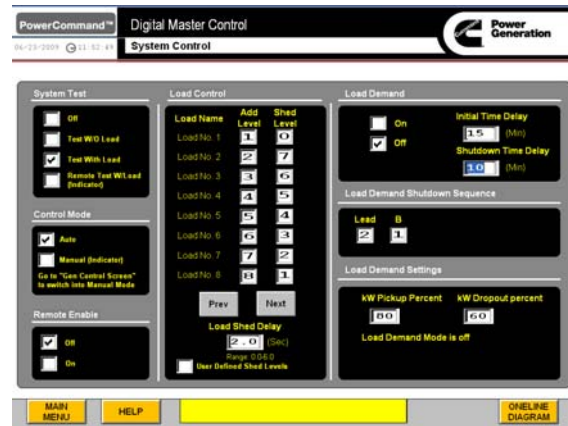 PowerCommand™
Digital Master Control
Power
Generation
04-23-2009 11:52:49
System Control
System Test
Off
Test W/O Load
Test With Load
Remote Test W/Load
(Indicator)
Control Mode
Auto
Manual (Indicator)
Go to "Gen Control Screen"
to switch into Manual Mode
Remote Enable
Off
On
Load Control
Load Name Add Level Shed Level
Load No. 1 1 0
Load No. 2 2 7
Load No. 3 3 6
Load No. 4 4 5
Load No. 5 5 4
Load No. 6 6 3
Load No. 7 7 2
Load No. 8 8 1
Prev Next
Load Shed Delay
2.0 (Sec)
Range: 0.0-6.0
User Defined Shed Levels
Load Demand
On
Off
Initial Time Delay
15 (Min)
Shutdown Time Delay
10 (Min)
Load Demand Shutdown Sequence
Lead B
2 1
Load Demand Settings
kW Pickup Percent kW Dropout percent
80 60
Load Demand Mode is off
MAIN
MENU
HELP
ONELINE
DIAGRAM